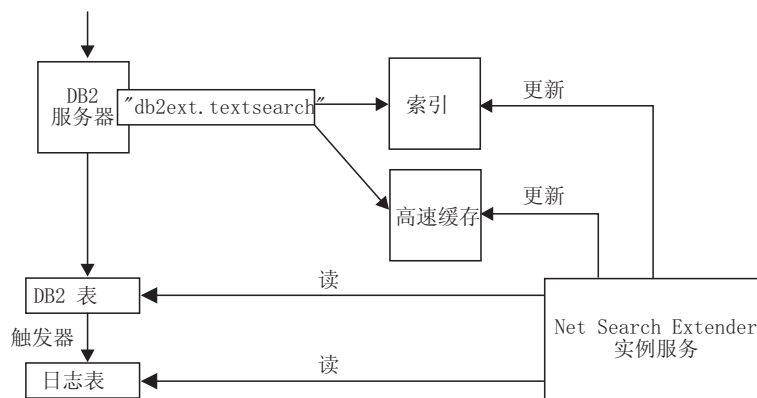 DB2
服务器
"db2ext.textsearch"
索引
更新
高速缓存
更新
DB2 表
读
触发器
Net Search Extender
实例服务
日志表
读